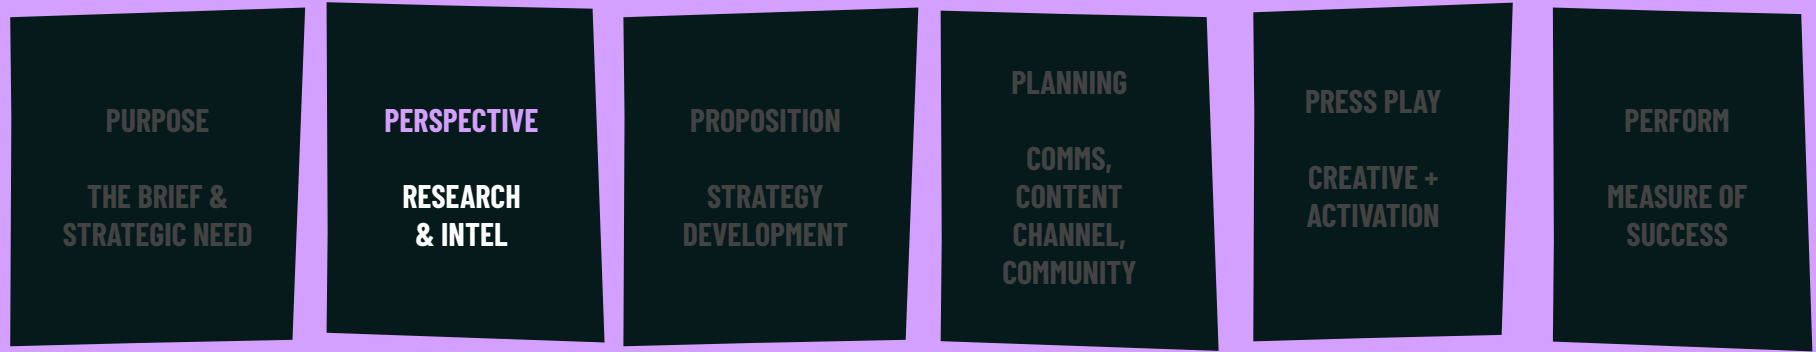 PURPOSE
THE BRIEF &
STRATEGIC NEED
PERSPECTIVE
RESEARCH
& INTEL
PROPOSITION
STRATEGY
DEVELOPMENT
PLANNING
COMMS,
CONTENT
CHANNEL,
COMMUNITY
PRESS PLAY
CREATIVE +
ACTIVATION
PERFORM
MEASURE OF
SUCCESS